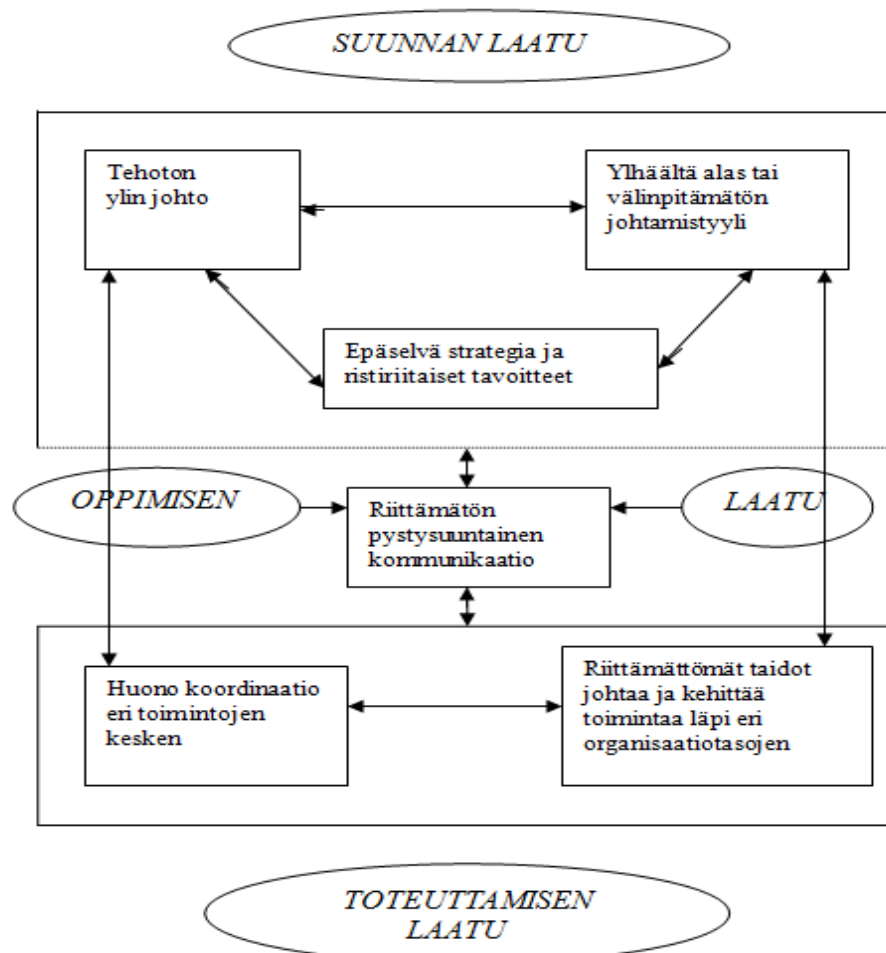 SUUNNAN LAATU
Tehoton
ylin johto
Ylhäältä alas tai
välinpitämätön
johtamistyyli
Epäselvä strategia ja
ristiriitaiset tavoitteet
OPPIMISEN
Riittämätön
pystysuuntainen
kommunikaatio
LAATU
Huono koordinaatio
eri toimintojen
kesken
Riittämättömät taidot
johtaa ja kehittää
toimintaa läpi eri
organisaatiotasojen
TOTEUTTAMISEN
LAATU